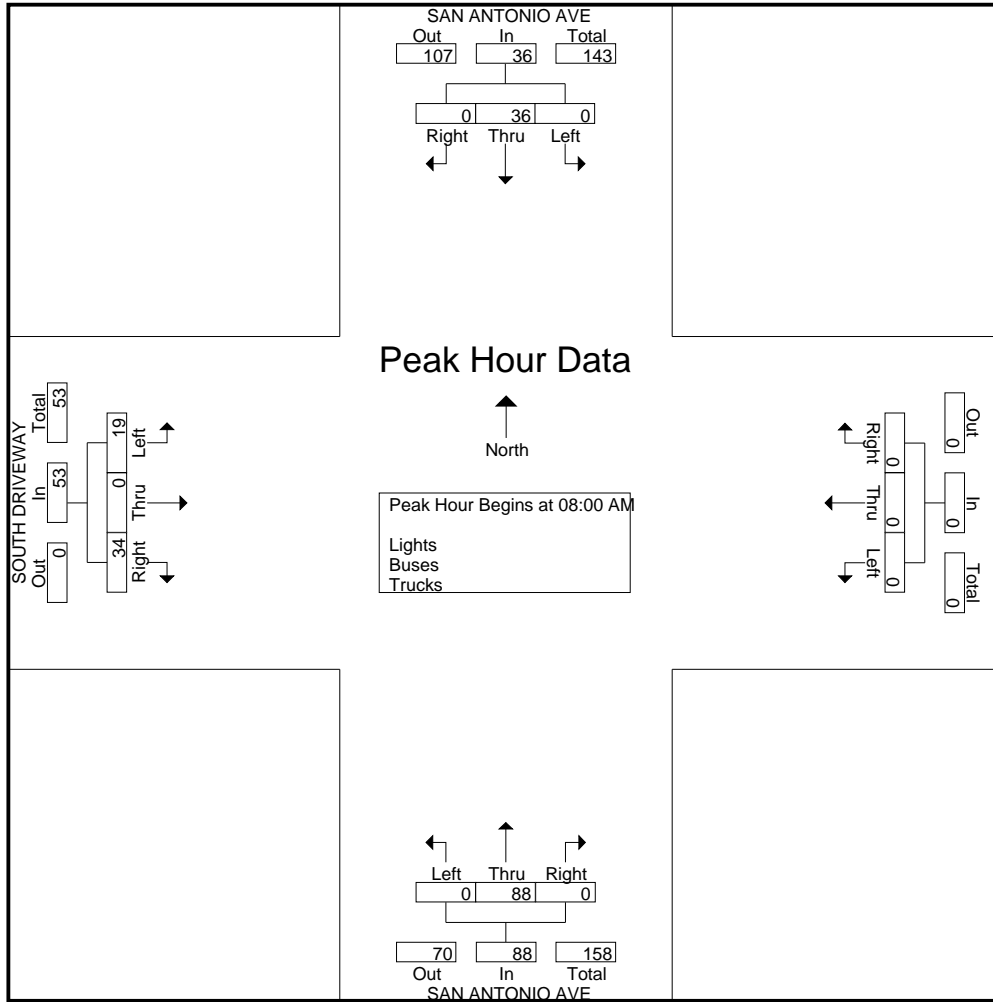 SAN ANTONIO AVE
Out In Total
107 36 143
0 36 0
Right Thru Left
Peak Hour Data
North
Peak Hour Begins at 08:00 AM
Lights
Buses
Trucks
SOUTH DRIVEWAY
Out In Total
0 53 53
34 0 19
Right Thru Left
Out In Total
0 0 0
0 0 0
Right Thru Left
Left Thru Right
0 88 0
70 88 158
Out In Total
SAN ANTONIO AVE